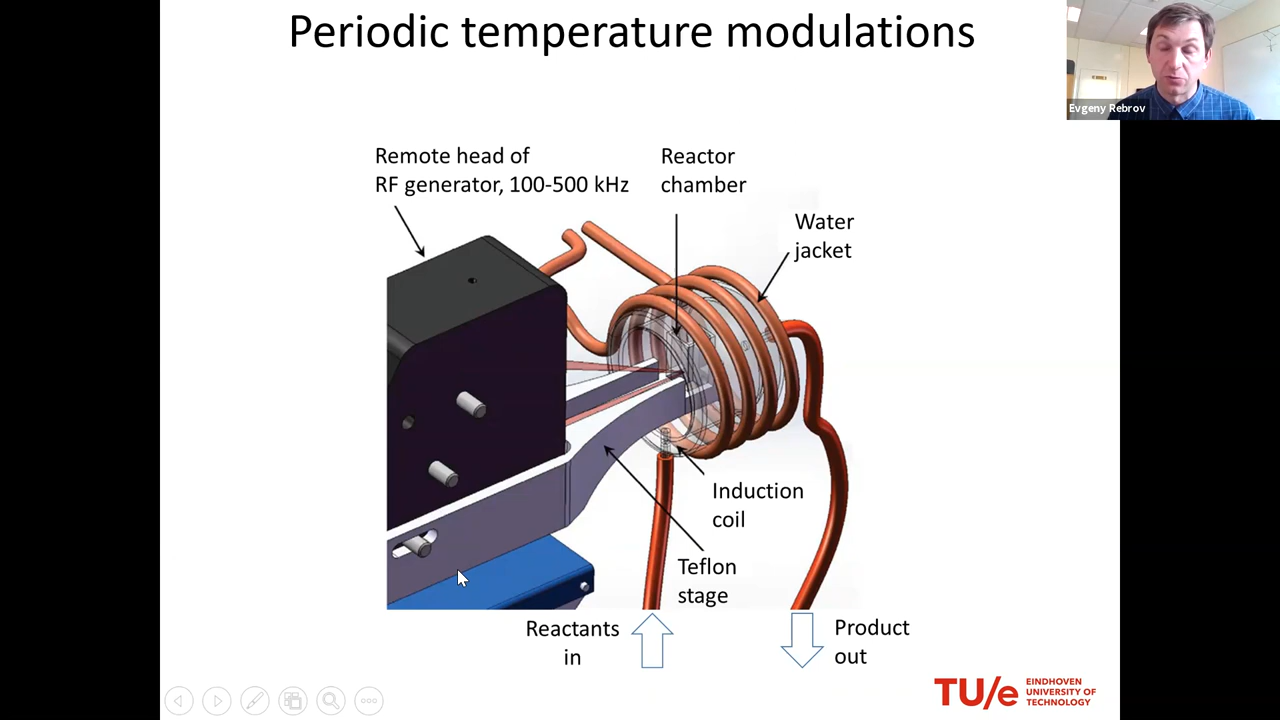 Periodic temperature modulations
Evgeny Rebrov
Remote head of
RF generator, 100-500 kHz
Reactor
chamber
Water
jacket
Induction
coil
Teflon
stage
Reactants
in
Product
out
TU/e EINDHOVEN
UNIVERSITY OF
TECHNOLOGY